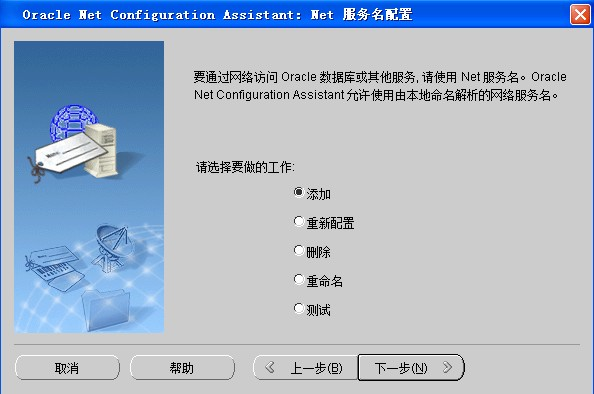 Oracle Net Configuration Assistant: Net 服务名配置
要通过网络访问 Oracle 数据库或其他服务, 请使用 Net 服务名。Oracle
Net Configuration Assistant 允许使用由本地命名解析的网络服务名。
请选择要做的工作:
添加
重新配置
删除
重命名
测试
取消
帮助
上一步(B)
下一步(N)